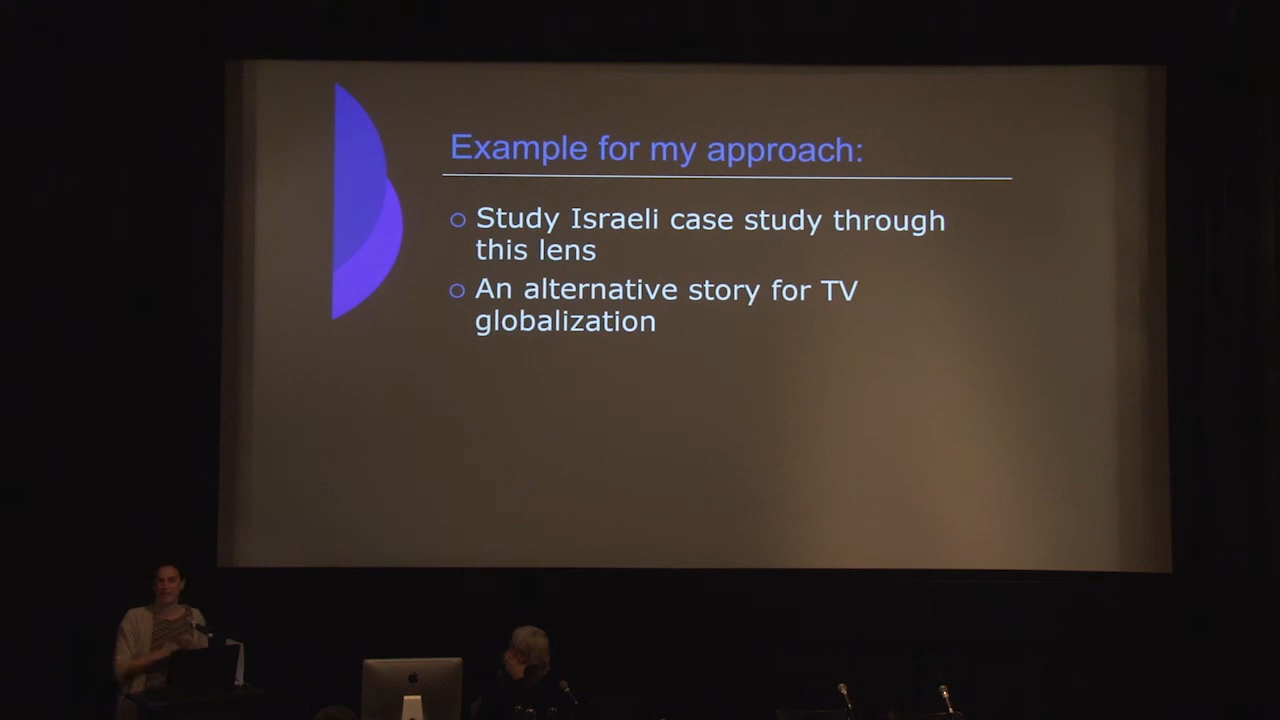 Example for my approach:
Study Israeli case study through
this lens
An alternative story for TV
globalization